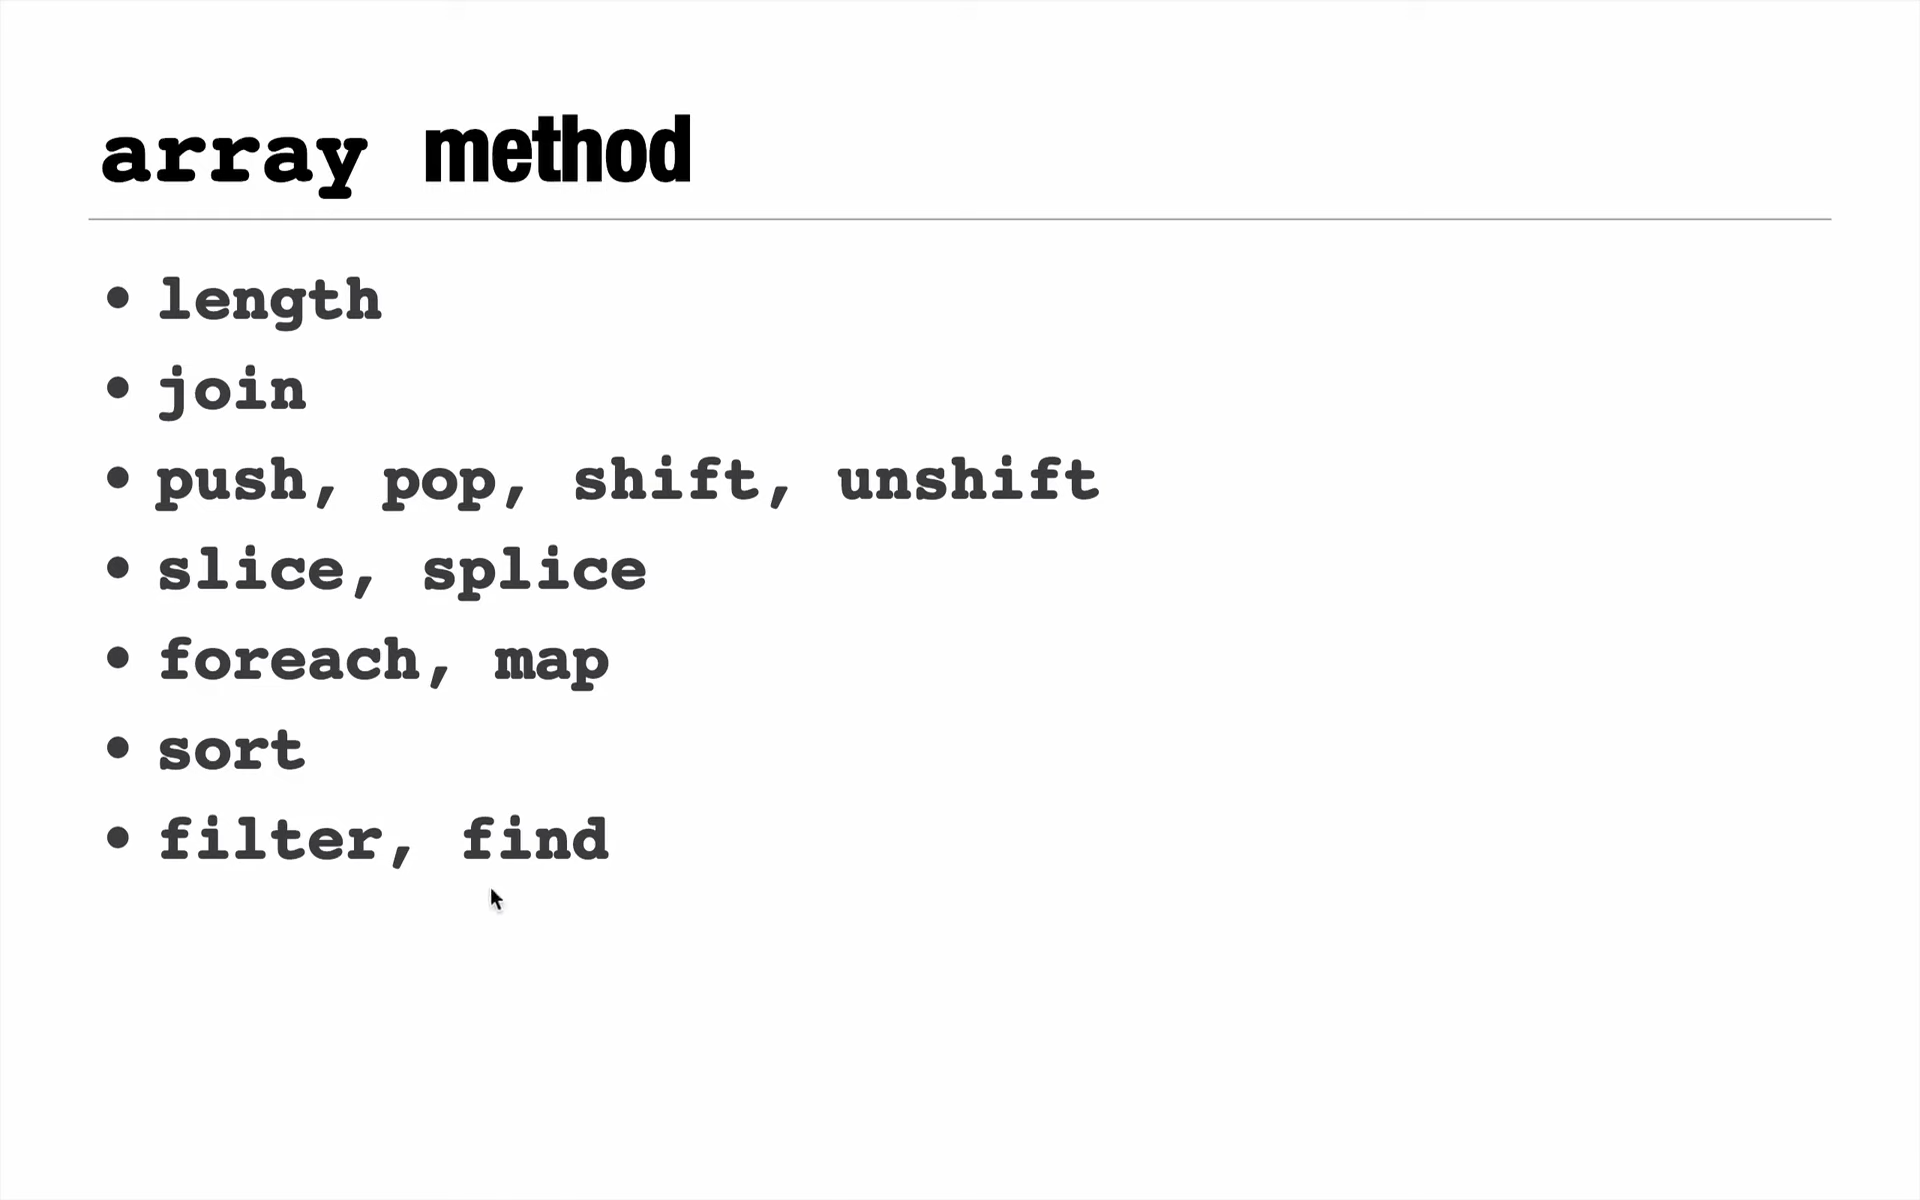 array method
• length
• join
• push, pop, shift, unshift
• slice, splice
• foreach, map
• sort
• filter, find